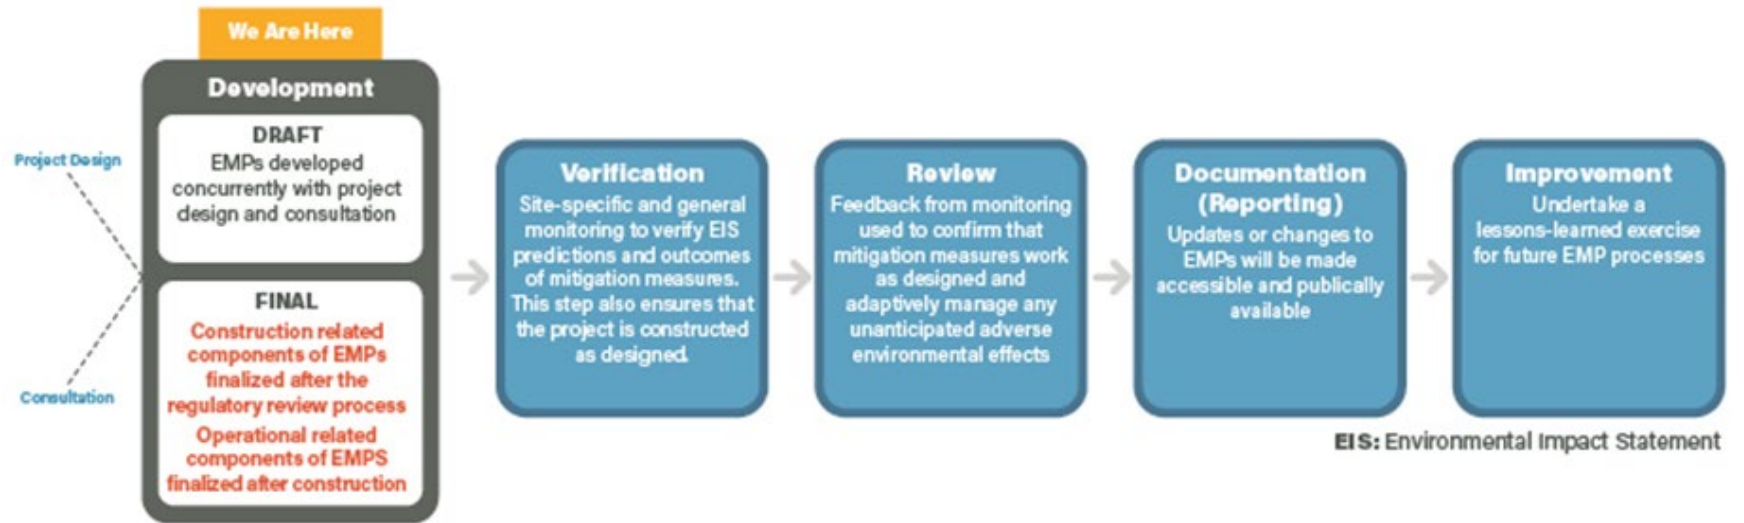 We Are Here
Development
DRAFT
EMPs developed
concurrently with project
design and consultation
FINAL
Construction related
components of EMPs
finalized after the
regulatory review process
Operational related
components of EMPS
finalized after construction
Project Design
Consultation
Verification
Site-specific and general
monitoring to verify EIS
predictions and outcomes
of mitigation measures.
This step also ensures that
the project is constructed
as designed.
Review
Feedback from monitoring
used to confirm that
mitigation measures work
as designed and
adaptively manage any
unanticipated adverse
environmental effects
Documentation
(Reporting)
Updates or changes to
EMPs will be made
accessible and publically
available
Improvement
Undertake a
lessons-learned exercise
for future EMP processes
EIS: Environmental Impact Statement